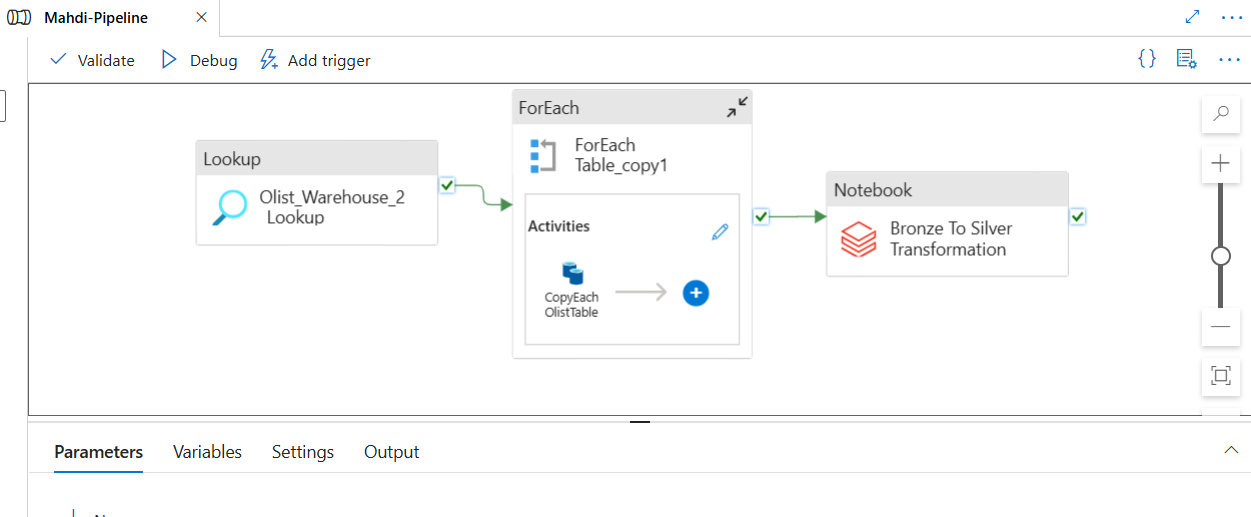 Mahdi-Pipeline
Validate Debug Add trigger
Lookup
Olist_Warehouse_2
Lookup
ForEach
ForEach
Table_copy1
Activities
CopyEach
OlistTable
Notebook
Bronze To Silver
Transformation
Parameters Variables Settings Output